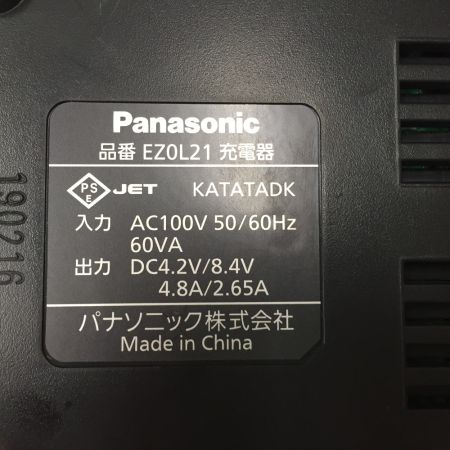 Panasonic
品番 EZ0L21 充電器
PS E JET KATATADK
入力 AC100V 50/60Hz
60VA
出力 DC4.2V/8.4V
4.8A/2.65A
パナソニック株式会社
Made in China
190216